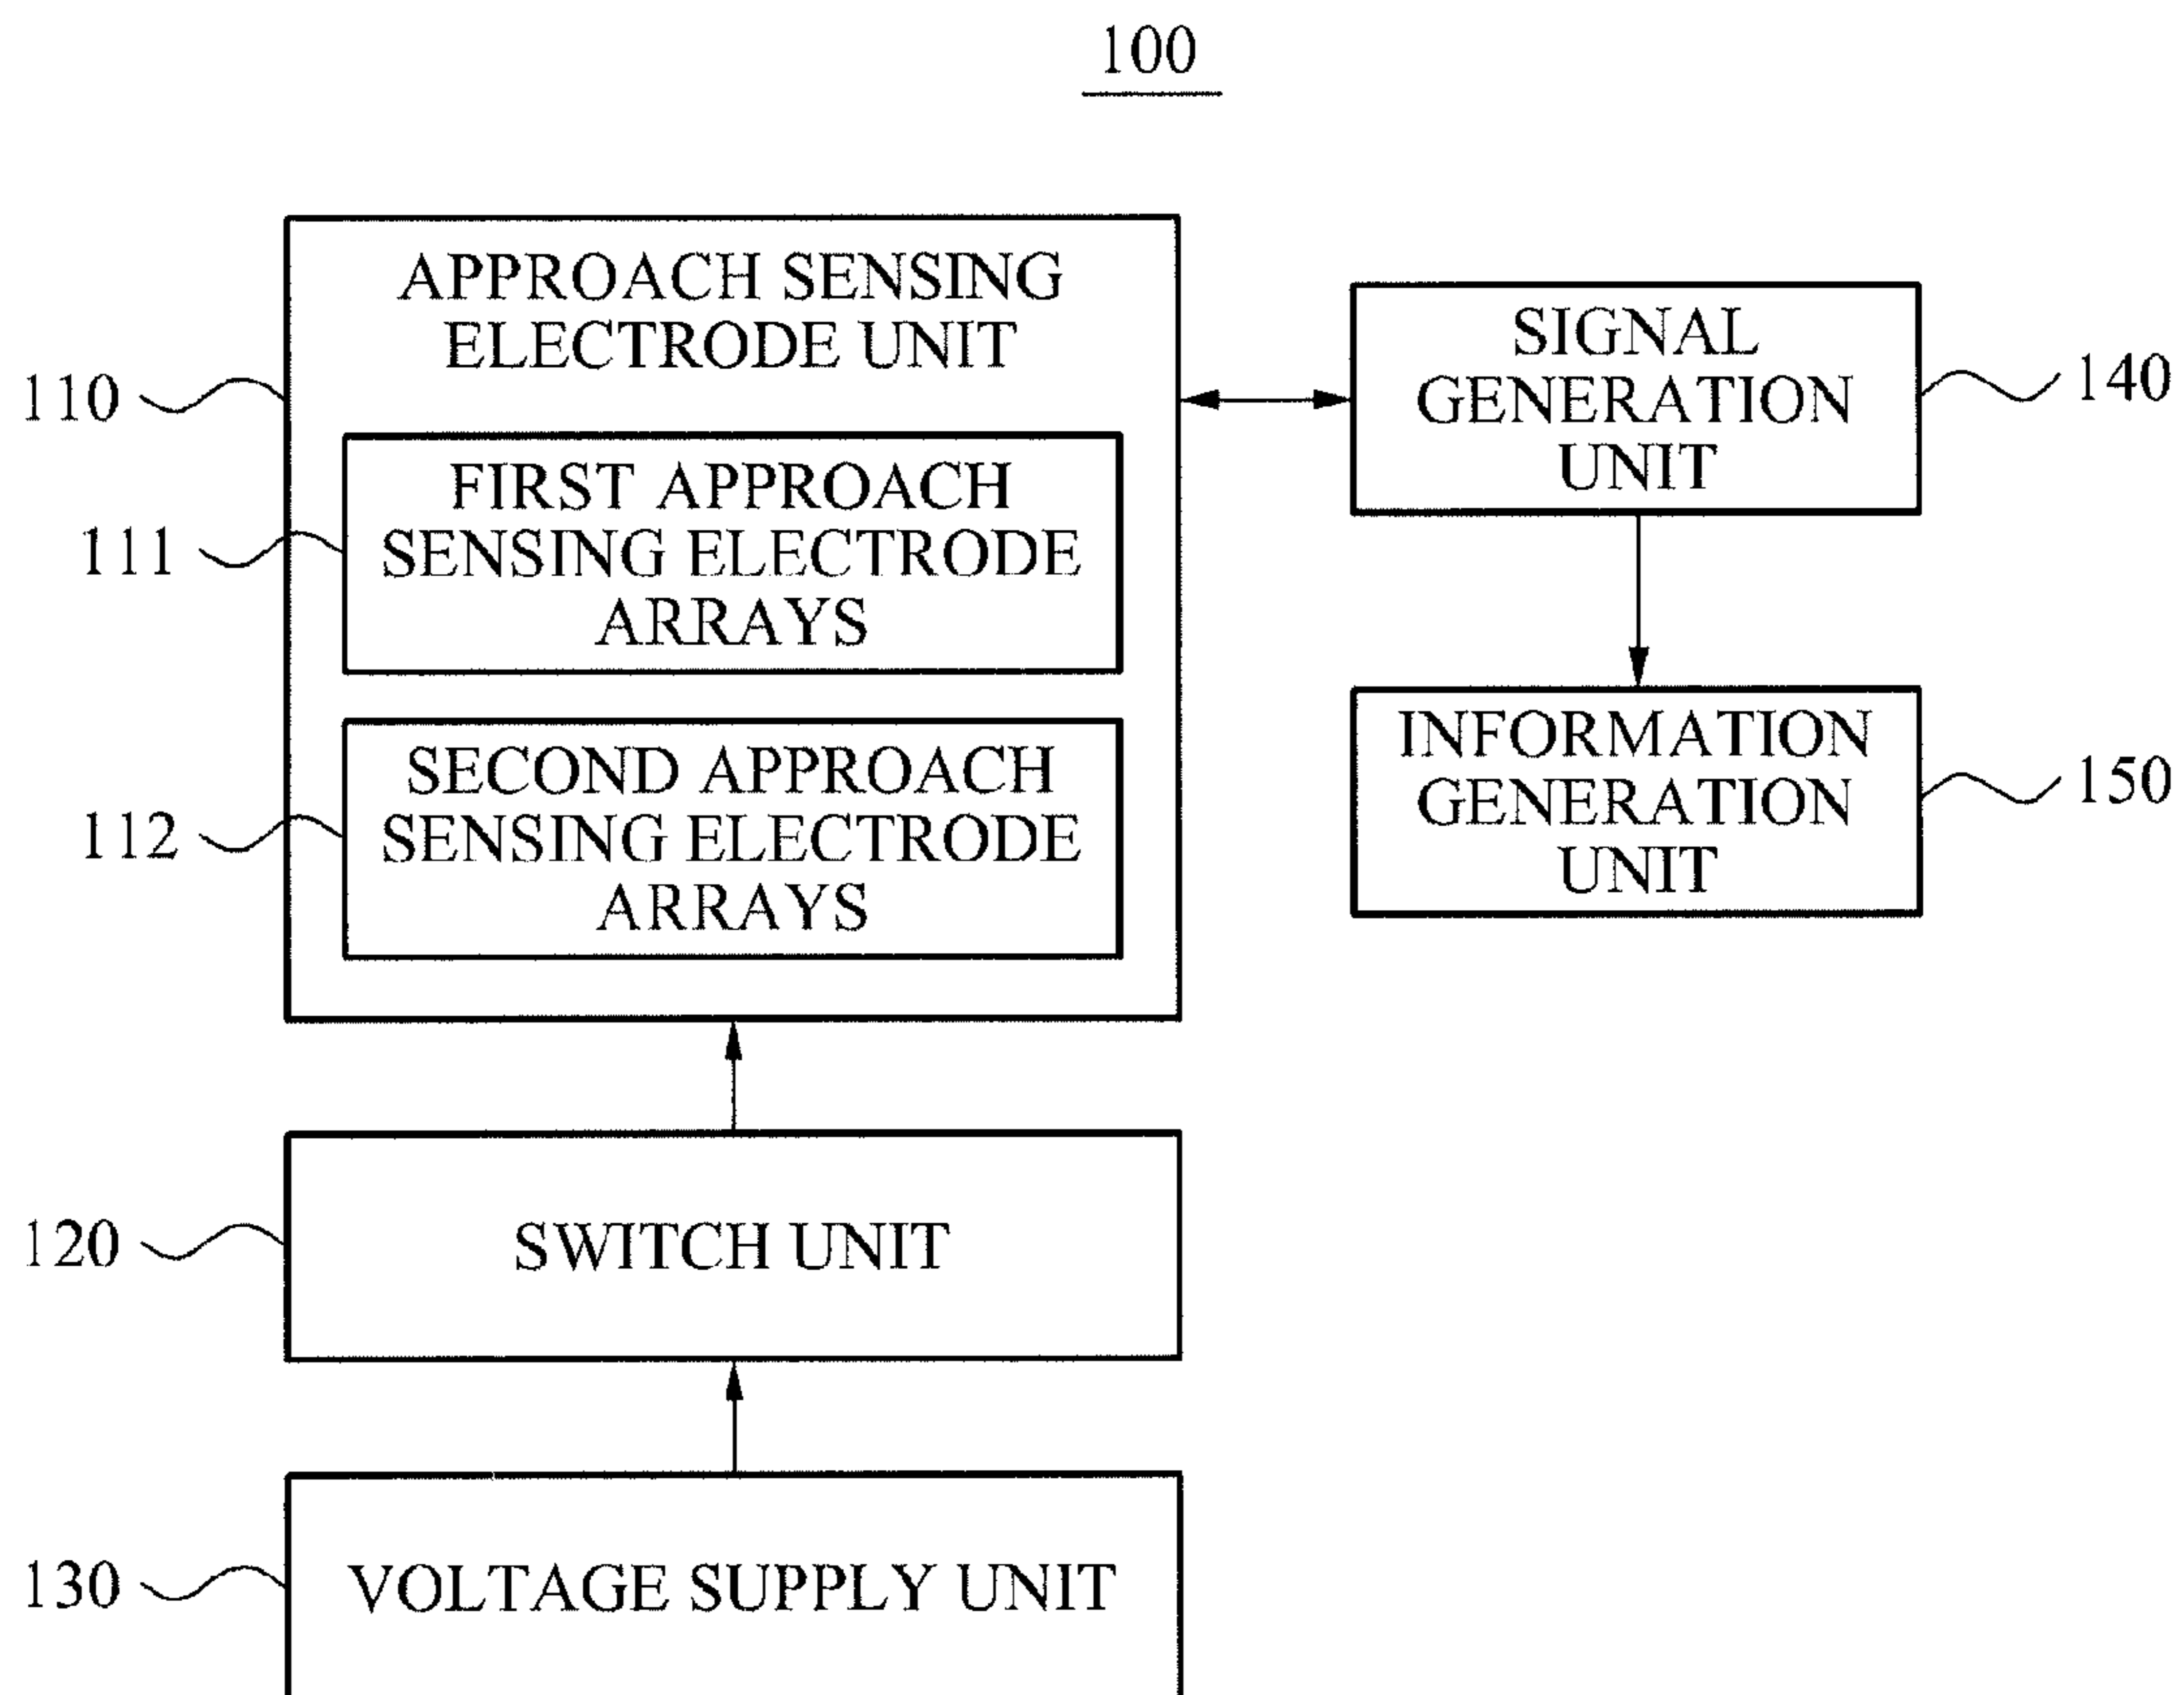 100
APPROACH SENSING
ELECTRODE UNIT
110
FIRST APPROACH
SENSING ELECTRODE
ARRAYS
111
SECOND APPROACH
SENSING ELECTRODE
ARRAYS
112
SIGNAL
GENERATION
UNIT
140
INFORMATION
GENERATION
UNIT
150
SWITCH UNIT
120
VOLTAGE SUPPLY UNIT
130